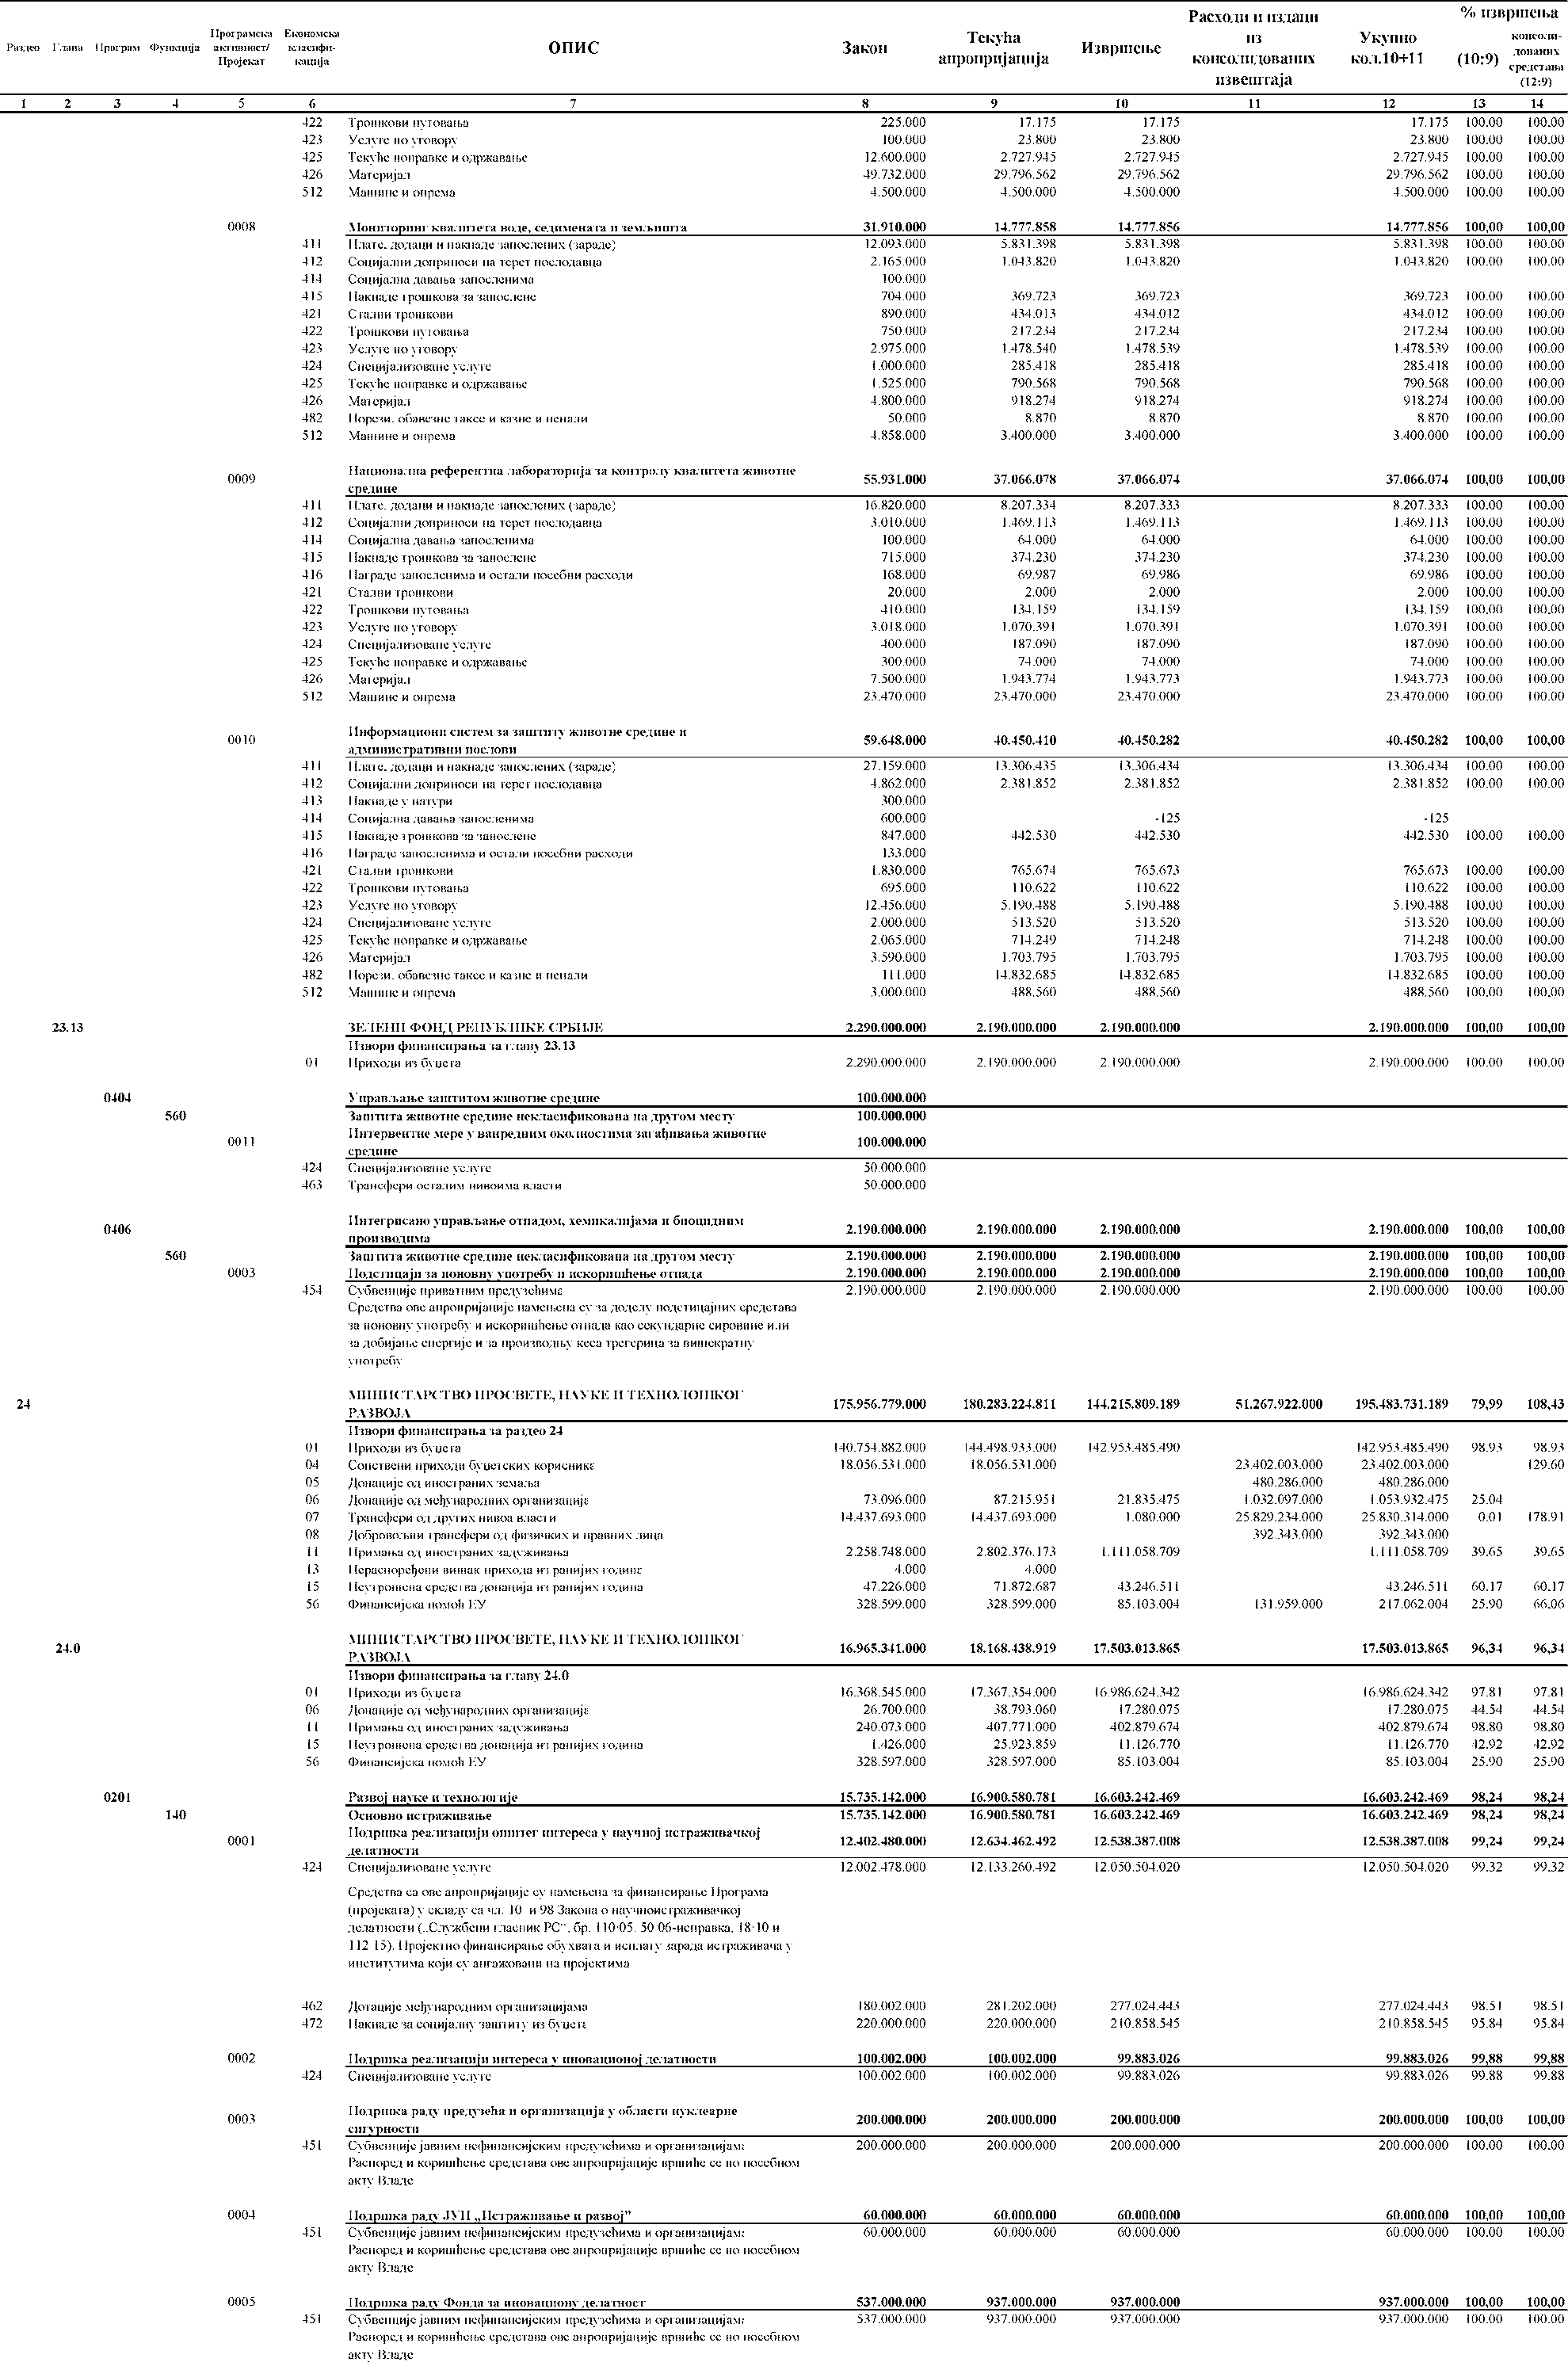 Раздео Глава Програм Функција Програмска активност/ Пројекат Економска класифи-кација ОПИС Закон Текућа апропријација Извршење Расходи и издаци из консолидованих извештаја Укупно кол.10+11 % извршења (10:9) консоли-дованих средстава (12:9)
1 2 3 4 5 6 7 8 9 10 11 12 13 14
422 Трошкови путовања 225.000 17.175 17.175 17.175 100,00 100,00
423 Услуге по уговору 100.000 23.800 23.800 23.800 100,00 100,00
425 Текуће поправке и одржавање 12.600.000 2.727.945 2.727.945 2.727.945 100,00 100,00
426 Материјал 49.732.000 29.796.562 29.796.562 29.796.562 100,00 100,00
512 Машине и опрема 4.500.000 4.500.000 4.500.000 4.500.000 100,00 100,00
0008 Мониторинг квалитета воде, седимената и земљишта 31.910.000 14.777.858 14.777.856 14.777.856 100,00 100,00
411 Плате, додаци и накнаде запослених (зараде) 12.093.000 5.831.398 5.831.398 5.831.398 100,00 100,00
412 Социјални доприноси на терет послодавца 2.165.000 1.043.820 1.043.820 1.043.820 100,00 100,00
414 Социјална давања запосленима 100.000
415 Накнаде трошкова за запослене 704.000 369.723 369.723 369.723 100,00 100,00
421 Стални трошкови 890.000 434.013 434.012 434.012 100,00 100,00
422 Трошкови путовања 750.000 217.234 217.234 217.234 100,00 100,00
423 Услуге по уговору 2.975.000 1.478.540 1.478.539 1.478.539 100,00 100,00
424 Специјализоване услуге 1.000.000 285.418 285.418 285.418 100,00 100,00
425 Текуће поправке и одржавање 1.525.000 790.568 790.568 790.568 100,00 100,00
426 Материјал 4.800.000 918.274 918.274 918.274 100,00 100,00
482 Порези, обавезне таксе и казне и пенали 50.000 8.870 8.870 8.870 100,00 100,00
512 Машине и опрема 4.858.000 3.400.000 3.400.000 3.400.000 100,00 100,00
0009 Национална референтна лабораторија за контролу квалитета животне
средине 55.931.000 37.066.078 37.066.074 37.066.074 100,00 100,00
411 Плате, додаци и накнаде запослених (зараде) 16.820.000 8.207.334 8.207.333 8.207.333 100,00 100,00
412 Социјални доприноси на терет послодавца 3.010.000 1.469.113 1.469.113 1.469.113 100,00 100,00
414 Социјална давања запосленима 100.000 64.000 64.000 64.000 100,00 100,00
415 Накнаде трошкова за запослене 715.000 374.230 374.230 374.230 100,00 100,00
416 Награде запосленима и остали посебни расходи 168.000 69.987 69.986 69.986 100,00 100,00
421 Стални трошкови 20.000 2.000 2.000 2.000 100,00 100,00
422 Трошкови путовања 410.000 134.159 134.159 134.159 100,00 100,00
423 Услуге по уговору 3.018.000 1.070.391 1.070.391 1.070.391 100,00 100,00
424 Специјализоване услуге 400.000 187.090 187.090 187.090 100,00 100,00
425 Текуће поправке и одржавање 300.000 74.000 74.000 74.000 100,00 100,00
426 Материјал 7.500.000 1.943.774 1.943.773 1.943.773 100,00 100,00
512 Машине и опрема 23.470.000 23.470.000 23.470.000 23.470.000 100,00 100,00
0010 Информациони систем за заштиту животне средине и
административни послови 59.648.000 40.450.410 40.450.282 40.450.282 100,00 100,00
411 Плате, додаци и накнаде запослених (зараде) 27.159.000 13.306.435 13.306.434 13.306.434 100,00 100,00
412 Социјални доприноси на терет послодавца 4.862.000 2.381.852 2.381.852 2.381.852 100,00 100,00
413 Накнаде у натури 300.000
414 Социјална давања запосленима 600.000 -125 -125
415 Накнаде трошкова за запослене 847.000 442.530 442.530 442.530 100,00 100,00
416 Награде запосленима и остали посебни расходи 133.000
421 Стални трошкови 1.830.000 765.674 765.673 765.673 100,00 100,00
422 Трошкови путовања 695.000 110.622 110.622 110.622 100,00 100,00
423 Услуге по уговору 12.456.000 5.190.488 5.190.488 5.190.488 100,00 100,00
424 Специјализоване услуге 2.000.000 513.520 513.520 513.520 100,00 100,00
425 Текуће поправке и одржавање 2.065.000 714.249 714.248 714.248 100,00 100,00
426 Материјал 3.590.000 1.703.795 1.703.795 1.703.795 100,00 100,00
482 Порези, обавезне таксе и казне и пенали 111.000 14.832.685 14.832.685 14.832.685 100,00 100,00
512 Машине и опрема 3.000.000 488.560 488.560 488.560 100,00 100,00
23.13 ЗЕЛЕНИ ФОНД РЕПУБЛИКЕ СРБИЈЕ 2.290.000.000 2.190.000.000 2.190.000.000 2.190.000.000 100,00 100,00
Извори финансирања за главу 23.13
01 Приходи из буџета 2.290.000.000 2.190.000.000 2.190.000.000 2.190.000.000 100,00 100,00
0404 Управљање заштитом животне средине 100.000.000
560 Заштита животне средине некласификована на другом месту 100.000.000
0011 Интервентне мере у ванредним околностима загађивања животне
средине 100.000.000
424 Специјализоване услуге 50.000.000
463 Трансфери осталим нивоима власти 50.000.000
0406 Интегрисано управљање отпадом, хемикалијама и биоцидним
производима 2.190.000.000 2.190.000.000 2.190.000.000 2.190.000.000 100,00 100,00
560 Заштита животне средине некласификована на другом месту 2.190.000.000 2.190.000.000 2.190.000.000 2.190.000.000 100,00 100,00
0003 Подстицаји за поновну употребу и искоришћење отпада 2.190.000.000 2.190.000.000 2.190.000.000 2.190.000.000 100,00 100,00
454 Субвенције приватним предузећима 2.190.000.000 2.190.000.000 2.190.000.000 2.190.000.000 100,00 100,00
Средства ове апропријације намењена су за доделу подстицајних средстава
за поновну употребу и искоришћење отпада као секундарне сировине или
за добијање енергије и за производњу кеса трегерица за вишекратну
употребу
24 МИНИСТАРСТВО ПРОСВЕТЕ, НАУКЕ И ТЕХНОЛОШКОГ
РАЗВОЈА 175.956.779.000 180.283.224.811 144.215.809.189 51.267.922.000 195.483.731.189 79,99 108,43
Извори финансирања за раздео 24
01 Приходи из буџета 140.754.882.000 144.498.933.000 142.953.485.490 142.953.485.490 98,93 98,93
04 Сопствени приходи буџетских корисника 18.056.531.000 18.056.531.000 23.402.003.000 23.402.003.000 129,60
05 Донације од иностраних земаља 480.286.000 480.286.000
06 Донације од међународних организација 73.096.000 87.215.951 21.835.475 1.032.097.000 1.053.932.475 25,04
07 Трансфери од других нивоа власти 14.437.693.000 14.437.693.000 1.080.000 25.829.234.000 25.830.314.000 0,01 178,91
08 Добровољни трансфери од физичких и правних лица 392.343.000 392.343.000
11 Примања од иностраних задуживања 2.258.748.000 2.802.376.173 1.111.058.709 1.111.058.709 39,65 39,65
13 Нераспоређени вишак прихода из ранијих година 4.000 4.000
15 Неутрошена средства донација из ранијих година 47.226.000 71.872.687 43.246.511 43.246.511 60,17 60,17
56 Финансијска помоћ ЕУ 328.599.000 328.599.000 85.103.004 131.959.000 217.062.004 25,90 66,06
24.0 МИНИСТАРСТВО ПРОСВЕТЕ, НАУКЕ И ТЕХНОЛОШКОГ
РАЗВОЈА 16.965.341.000 18.168.438.919 17.503.013.865 17.503.013.865 96,34 96,34
Извори финансирања за главу 24.0
01 Приходи из буџета 16.368.545.000 17.367.354.000 16.986.624.342 16.986.624.342 97,81 97,81
06 Донације од међународних организација 26.700.000 38.793.060 17.280.075 17.280.075 44,54 44,54
11 Примања од иностраних задуживања 240.073.000 407.771.000 402.879.674 402.879.674 98,80 98,80
15 Неутрошена средства донација из ранијих година 1.426.000 25.923.859 11.126.770 11.126.770 42,92 42,92
56 Финансијска помоћ ЕУ 328.597.000 328.597.000 85.103.004 85.103.004 25,90 25,90
0201 Развој науке и технологије 15.735.142.000 16.900.580.781 16.603.242.469 16.603.242.469 98,24 98,24
140 Основно истраживање 15.735.142.000 16.900.580.781 16.603.242.469 16.603.242.469 98,24 98,24
0001 Подршка реализацији општег интереса у научној истраживачкој
делатности 12.402.480.000 12.634.462.492 12.538.387.008 12.538.387.008 99,24 99,24
424 Специјализоване услуге 12.002.478.000 12.133.260.492 12.050.504.020 12.050.504.020 99,32 99,32
Средства са ове апропријације су намењена за финансирање Програма
(пројеката) у складу са чл. 10. и 98 Закона о научноистраживачкој
делатности („Службени гласник РС", бр. 110/05, 50/06-исправка, 18/10 и
112/15). Пројектно финансирање обухвата и исплату зарада истраживача у
институтима који су ангажовани на пројектима
462 Дотације међународним организацијама 180.002.000 281.202.000 277.024.443 277.024.443 98,51 98,51
472 Накнаде за социјалну заштиту из буџета 220.000.000 220.000.000 210.858.545 210.858.545 95,84 95,84
0002 Подршка реализацији интереса у иновационој делатности 100.002.000 100.002.000 99.883.026 99.883.026 99,88 99,88
424 Специјализоване услуге 100.002.000 100.002.000 99.883.026 99.883.026 99,88 99,88
0003 Подршка раду предузећа и организација у области нуклеарне
сигурности 200.000.000 200.000.000 200.000.000 200.000.000 100,00 100,00
451 Субвенције јавним нефинансијским предузећима и организацијама 200.000.000 200.000.000 200.000.000 200.000.000 100,00 100,00
Распоред и коришћење средстава ове апропријације вршиће се по посебном
акту Владе
0004 Подршка раду ЈУП „Истраживање и развој" 60.000.000 60.000.000 60.000.000 60.000.000 100,00 100,00
451 Субвенције јавним нефинансијским предузећима и организацијама 60.000.000 60.000.000 60.000.000 60.000.000 100,00 100,00
Распоред и коришћење средстава ове апропријације вршиће се по посебном
акту Владе
0005 Подршка раду Фонда за иновациону делатност 537.000.000 937.000.000 937.000.000 937.000.000 100,00 100,00
451 Субвенције јавним нефинансијским предузећима и организацијама 537.000.000 937.000.000 937.000.000 937.000.000 100,00 100,00
Распоред и коришћење средстава ове апропријације вршиће се по посебном
акту Владе